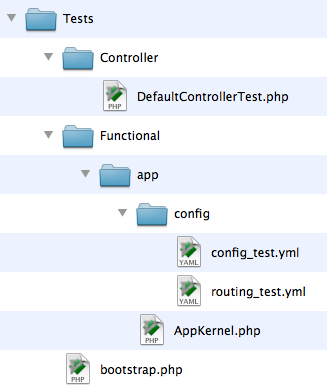 Tests
Controller
PHP
DefaultControllerTest.php
Functional
app
config
YAML
config_test.yml
YAML
routing_test.yml
PHP
AppKernel.php
PHP
bootstrap.php